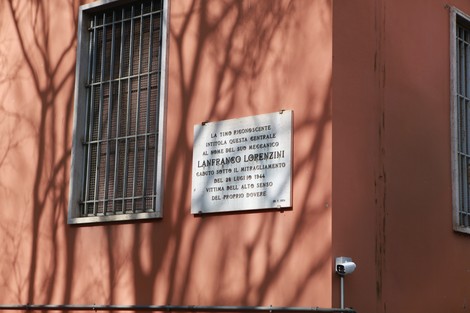 LA TIMO RICONOSCENTE
INTITOLA QUESTA CENTRALE
AL NOME DEL SUO MECCANICO
LANFRANCO LORENZINI
CADUTO SOTTO IL MITRAGLIAMENTO
DEL 28 LUGLIO 1944
VITTIMA DELL'ALTO SENSO
DEL PROPRIO DOVERE